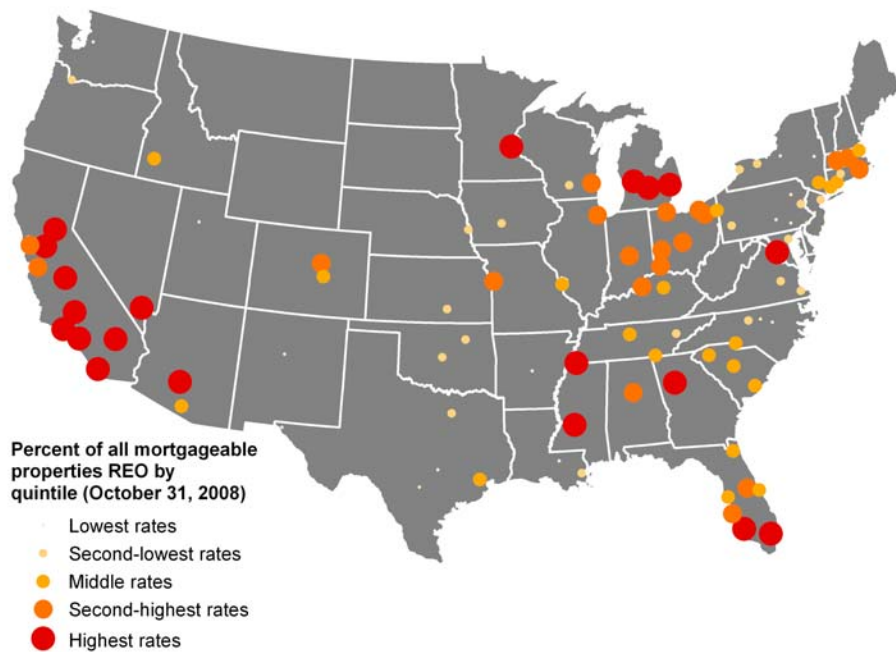 Percent of all mortgageable
properties REO by
quintile (October 31, 2008)
Lowest rates
Second-lowest rates
Middle rates
Second-highest rates
Highest rates